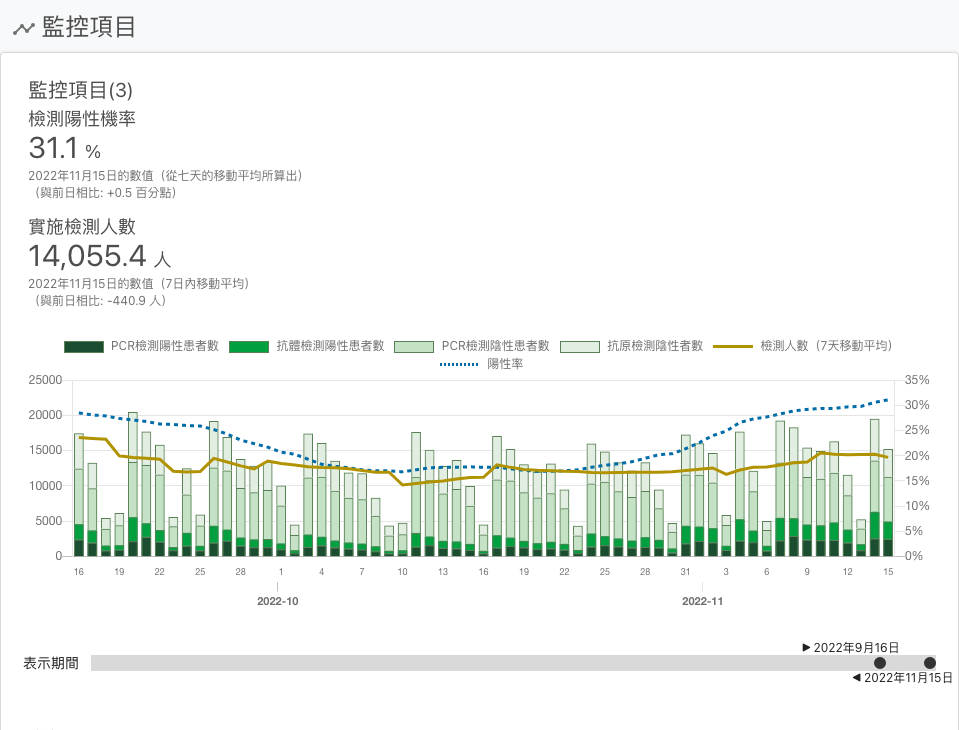 監控項目
監控項目(3)
檢測陽性機率
31.1 %
2022年11月15日的數值（從七天的移動平均所算出）
（與前日相比: +0.5 百分點）
實施檢測人數
14,055.4 人
2022年11月15日的數值（7日內移動平均）
（與前日相比: -440.9 人）
PCR檢測陽性患者數 抗體檢測陽性患者數 PCR檢測陰性患者數 抗原檢測陰性者數 檢測人數（7天移動平均）
陽性率
25000 35%
30%
20000
25%
15000 20%
10000 15%
10%
5000
5%
0 0%
16 19 22 25 28 1 4 7 10 13 16 19 22 25 28 31 3 6 9 12 15
2022-10 2022-11
▶ 2022年9月16日
表示期間
◀ 2022年11月15日